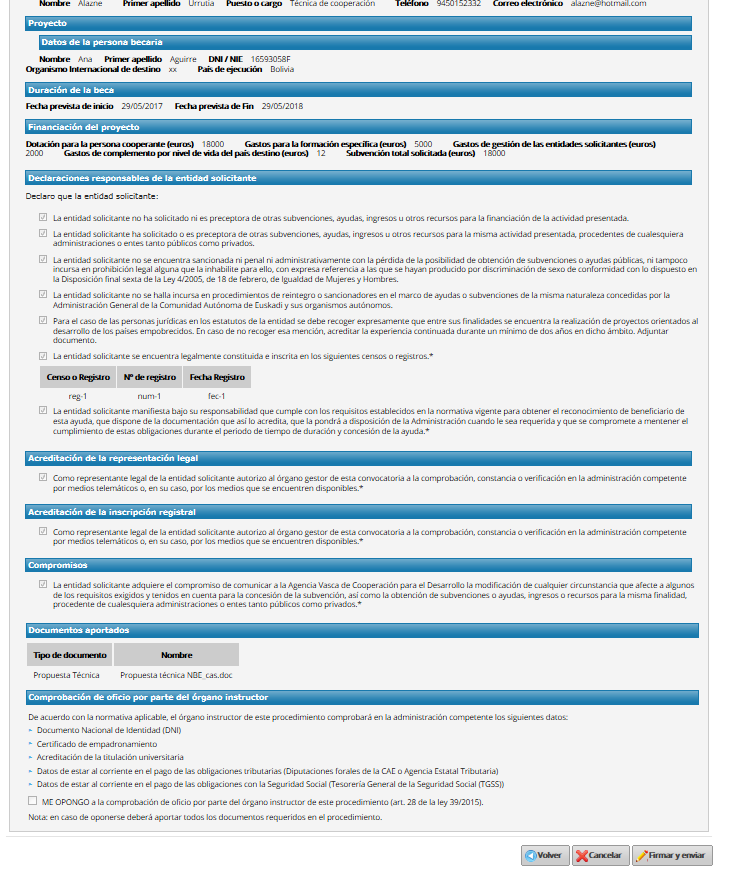 Nombre Alazne Primer apellido Urrutia Puesto o cargo Técnica de cooperación Teléfono 9450152332 Correo electrónico alazne@hotmail.com
Proyecto
Datos de la persona becaria
Nombre Ana Primer apellido Aguirre DNI / NIE 16593058F
Organismo Internacional de destino xx País de ejecución Bolivia
Duración de la beca
Fecha prevista de inicio 29/05/2017 Fecha prevista de Fin 29/05/2018
Financiación del proyecto
Dotación para la persona cooperante (euros) 18000 Gastos para la formación específica (euros) 5000 Gastos de gestión de las entidades solicitantes (euros)
2000 Gastos de complemento por nivel de vida del país destino (euros) 12 Subvención total solicitada (euros) 18000
Declaraciones responsables de la entidad solicitante
Declaro que la entidad solicitante:
La entidad solicitante no ha solicitado ni es preceptora de otras subvenciones, ayudas, ingresos u otros recursos para la financiación de la actividad presentada.
La entidad solicitante ha solicitado o es preceptora de otras subvenciones, ayudas, ingresos u otros recursos para la misma actividad presentada, procedentes de cualesquiera
administraciones o entes tanto públicos como privados.
La entidad solicitante no se encuentra sancionada ni penal ni administrativamente con la pérdida de la posibilidad de obtención de subvenciones o ayudas públicas, ni tampoco
incursa en prohibición legal alguna que la inhabilite para ello, con expresa referencia a las que se hayan producido por discriminación de sexo de conformidad con lo dispuesto en
la Disposición final sexta de la Ley 4/2005, de 18 de febrero, de Igualdad de Mujeres y Hombres.
La entidad solicitante no se halla incursa en procedimientos de reintegro o sancionadores en el marco de ayudas o subvenciones de la misma naturaleza concedidas por la
Administración General de la Comunidad Autónoma de Euskadi y sus organismos autónomos.
Para el caso de las personas jurídicas en los estatutos de la entidad se debe recoger expresamente que entre sus finalidades se encuentra la realización de proyectos orientados al
desarrollo de los países empobrecidos. En caso de no recoger esa mención, acreditar la experiencia continuada durante un mínimo de dos años en dicho ámbito. Adjuntar
documento.
La entidad solicitante se encuentra legalmente constituida e inscrita en los siguientes censos o registros.*
Censo o Registro Nº de registro Fecha Registro
reg-1 num-1 fec-1
La entidad solicitante manifiesta bajo su responsabilidad que cumple con los requisitos establecidos en la normativa vigente para obtener el reconocimiento de beneficiario de
esta ayuda, que dispone de la documentación que así lo acredita, que la pondrá a disposición de la Administración cuando le sea requerida y que se compromete a mentener el
cumplimiento de estas obligaciones durante el periodo de tiempo de duración y concesión de la ayuda.*
Acreditación de la representación legal
Como representante legal de la entidad solicitante autorizo al órgano gestor de esta convocatoria a la comprobación, constancia o verificación en la administración competente
por medios telemáticos o, en su caso, por los medios que se encuentren disponibles.*
Acreditación de la inscripción registral
Como representante legal de la entidad solicitante autorizo al órgano gestor de esta convocatoria a la comprobación, constancia o verificación en la administración competente
por medios telemáticos o, en su caso, por los medios que se encuentren disponibles.*
Compromisos
La entidad solicitante adquiere el compromiso de comunicar a la Agencia Vasca de Cooperación para el Desarrollo la modificación de cualquier circunstancia que afecte a algunos
de los requisitos exigidos y tenidos en cuenta para la concesión de la subvención, así como la obtención de subvenciones o ayudas, ingresos o recursos para la misma finalidad,
procedente de cualesquiera administraciones o entes tanto públicos como privados.*
Documentos aportados
Tipo de documento Nombre
Propuesta Técnica Propuesta técnica NBE_cas.doc
Comprobación de oficio por parte del órgano instructor
De acuerdo con la normativa aplicable, el órgano instructor de este procedimiento comprobará en la administración competente los siguientes datos:
Documento Nacional de Identidad (DNI)
Certificado de empadronamiento
Acreditación de la titulación universitaria
Datos de estar al corriente en el pago de las obligaciones tributarias (Diputaciones forales de la CAE o Agencia Estatal Tributaria)
Datos de estar al corriente en el pago de las obligaciones con la Seguridad Social (Tesorería General de la Seguridad Social (TGSS))
ME OPONGO a la comprobación de oficio por parte del órgano instructor de este procedimiento (art. 28 de la ley 39/2015).
Nota: en caso de oponerse deberá aportar todos los documentos requeridos en el procedimiento.
Volver Cancelar Firmar y enviar